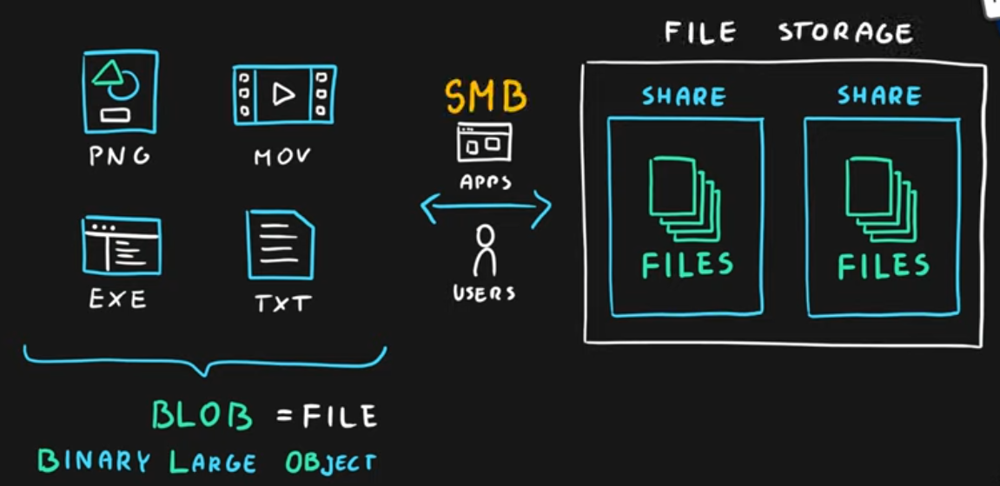 FILE STORAGE
PNG
MOV
EXE
TXT
BLOB = FILE
BINARY LARGE OBJECT
SMB
APPS
USERS
SHARE
FILES
SHARE
FILES